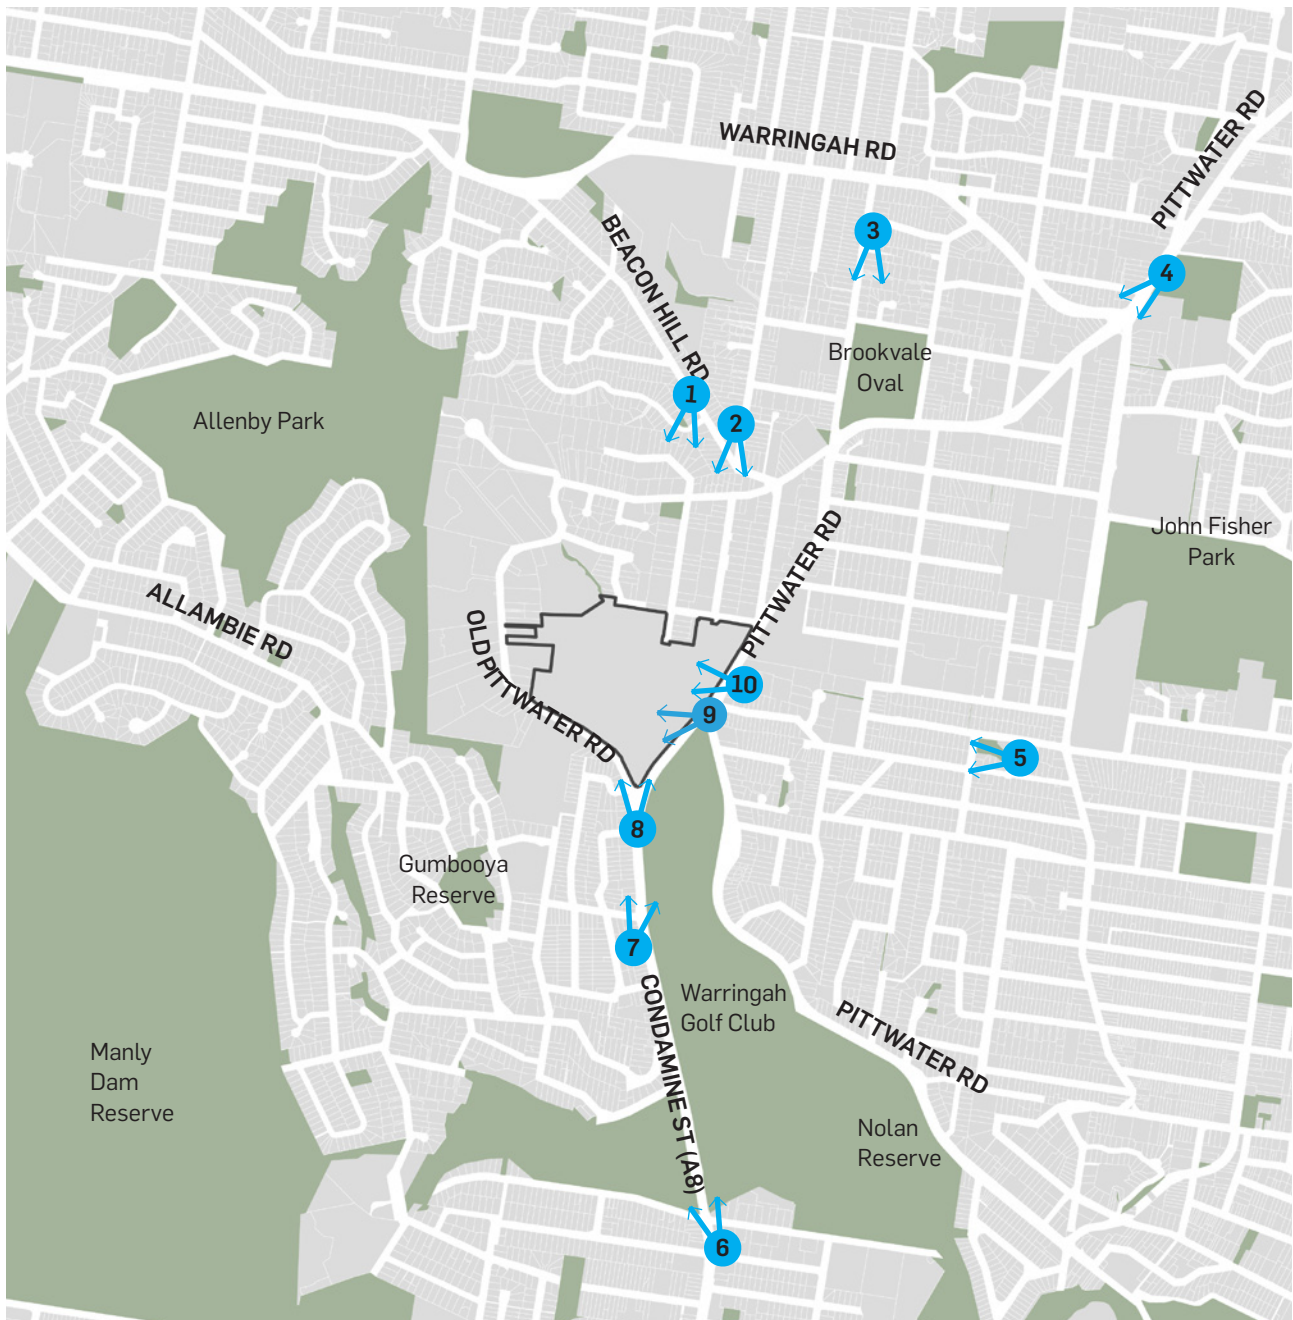 WARRINGAH RD
PITTWATER RD
BEACON HILL RD
3
4
Brookvale
Oval
1
2
Allenby Park
John Fisher
Park
PITTWATER RD
ALLAMBIE RD
OLD PITTWATER RD
10
9
5
8
Gumbooya
Reserve
7
CONDAMINE ST (A8)
Warringah
Golf Club
PITTWATER RD
Manly
Dam
Reserve
Nolan
Reserve
6